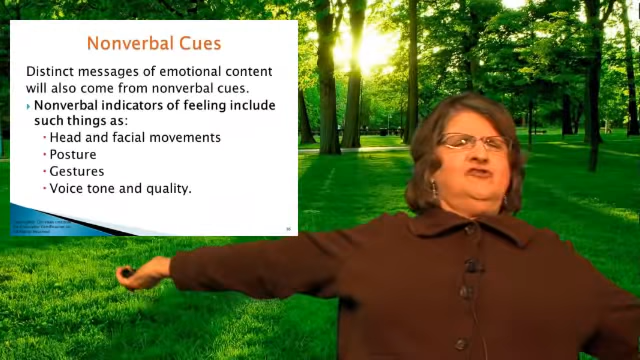 Nonverbal Cues
Distinct messages of emotional content
will also come from nonverbal cues.
Nonverbal indicators of feeling include
such things as:
Head and facial movements
Posture
Gestures
Voice tone and quality.